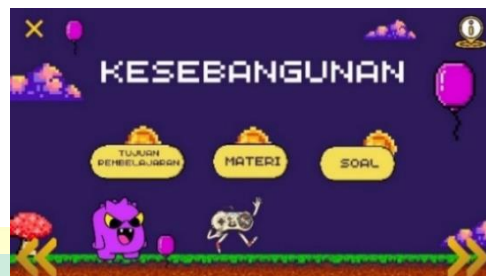 KESEBANGUNAN
TUJUAN
PEMBELAJARAN
MATERI
SOAL